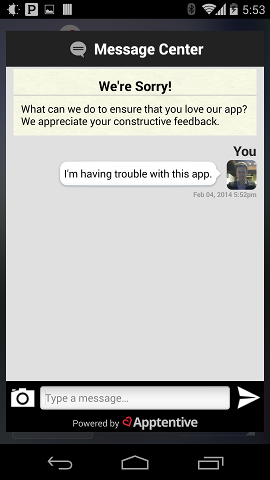 5:53
Message Center
We're Sorry!
What can we do to ensure that you love our app?
We appreciate your constructive feedback.
You
I'm having trouble with this app.
Feb 04, 2014 5:52pm
Type a message…
Powered by Apptentive